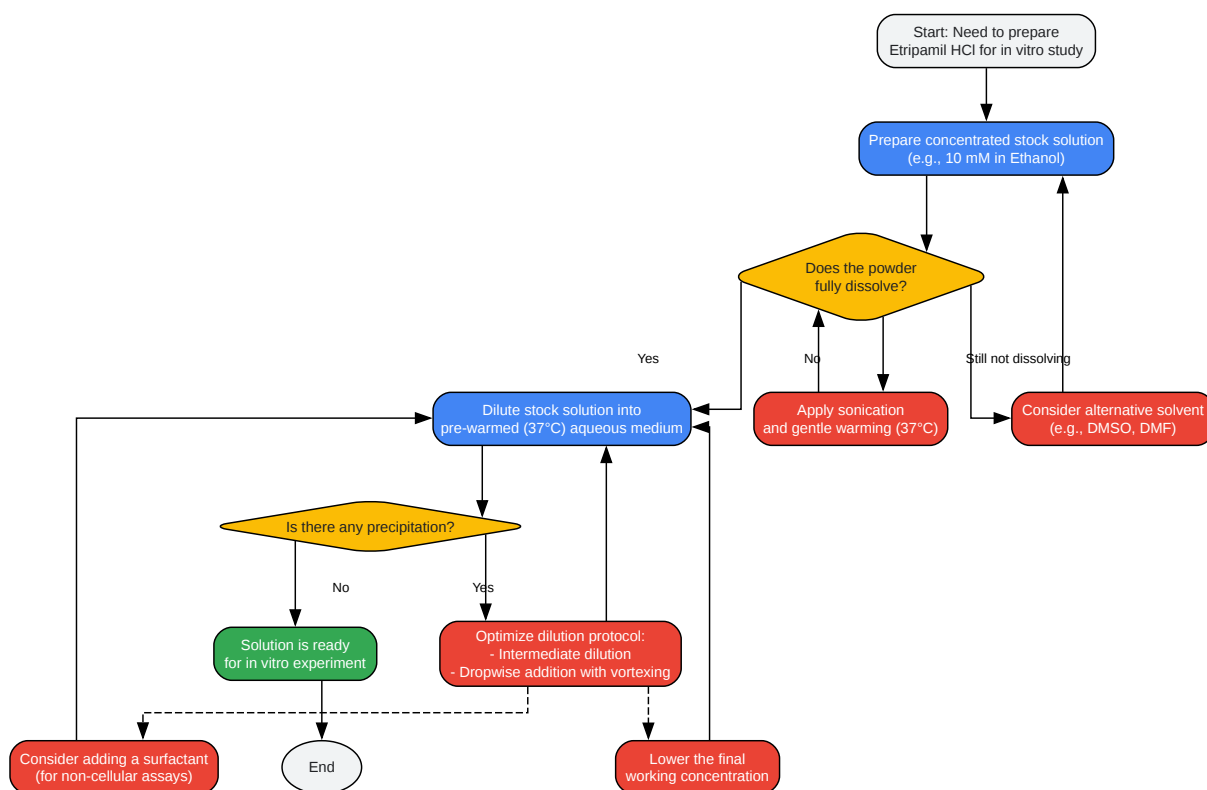 Start: Need to prepare
Etripamil HCl for in vitro study
Prepare concentrated stock solution
(e.g., 10 mM in Ethanol)
Does the powder
fully dissolve?
Yes
No
Still not dissolving
Dilute stock solution into
pre-warmed (37°C) aqueous medium
Apply sonication
and gentle warming (37°C)
Consider alternative solvent
(e.g., DMSO, DMF)
Is there any precipitation?
No
Yes
Solution is ready
for in vitro experiment
Optimize dilution protocol:
- Intermediate dilution
- Dropwise addition with vortexing
Consider adding a surfactant
(for non-cellular assays)
End
Lower the final
working concentration